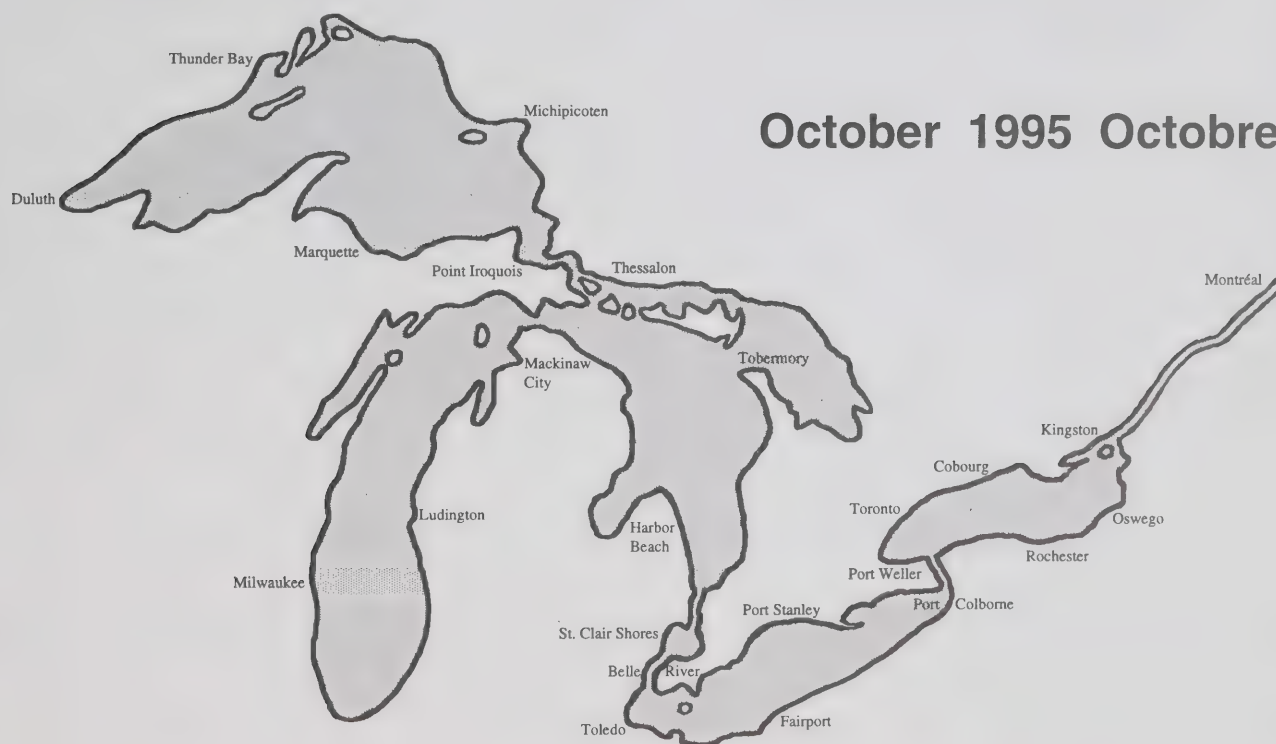 Thunder Bay
Michipicoten
October 1995 Octobre
Duluth
Marquette
Point Iroquois
Thessalon
Montréal
Mackinaw
City
Tobermory
Kingston
Cobourg
Ludington
Toronto
Harbor
Beach
Oswego
Rochester
Milwaukee
Port Weller
Port Colborne
Port Stanley
St. Clair Shores
Belle River
Fairport
Toledo